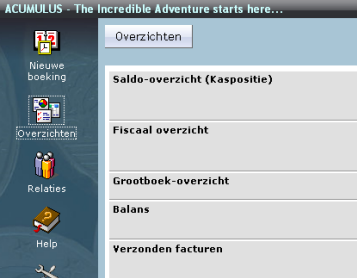 ACUMULUS - The Incredible Adventure starts here...
Nieuwe
boeking
Overzichten
Relaties
Help
Overzichten
Saldo-overzicht (Kaspositie)
Fiscaal overzicht
Grootboek-overzicht
Balans
Verzonden facturen